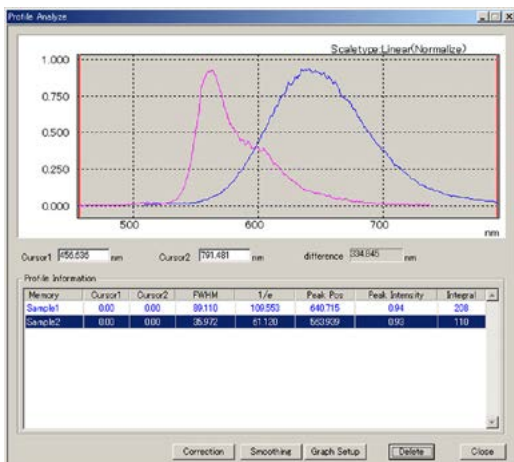 Profile Analyze
Scaletype:Linear(Normalize)
1.000
0.750
0.500
0.250
0.000
500 600 700
nm
Cursor1 456.636 nm Cursor2 791.481 nm difference 334.845 nm
Profile Information
Memory Cursor1 Cursor2 FWHM 1/e Peak Pos Peak Intensity Integral
Sample1 0.00 0.00 89.110 109.553 640.715 0.94 208
Sample2 0.00 0.00 35.972 61.120 563.939 0.93 110
Correction Smoothing Graph Setup Delete Close